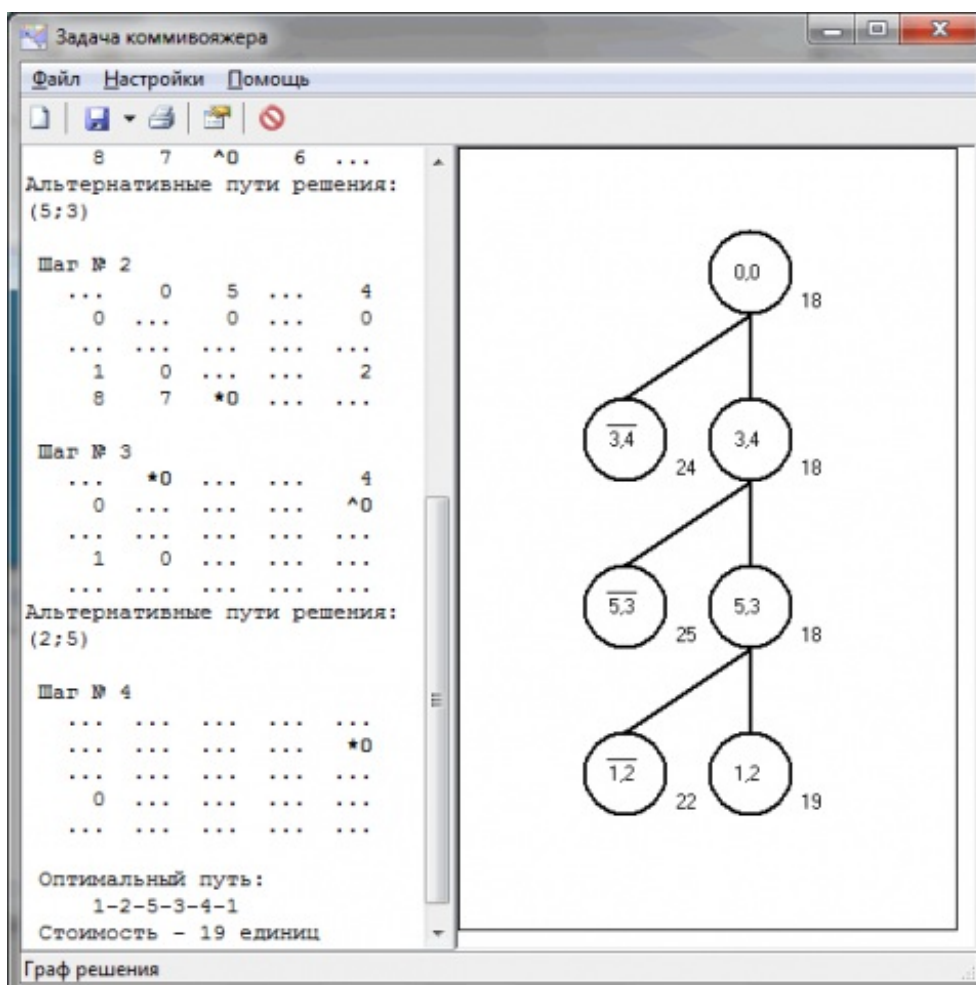 Задача коммивояжера
Файл Настройки Помощь
8 7 ^0 6 ...
Альтернативные пути решения:
(5;3)
Шаг № 2
... 0 5 ... 4
0 ... 0 ... 0
... ... ... ... ...
1 0 ... ... 2
8 7 *0 ... ...
Шаг № 3
... *0 ... ... 4
0 ... ... ... ^0
... ... ... ... ...
1 0 ... ... ...
... ... ... ... ...
Альтернативные пути решения:
(2;5)
Шаг № 4
... ... ... ... ...
... ... ... ... *0
... ... ... ... ...
0 ... ... ... ...
... ... ... ... ...
Оптимальный путь:
1-2-5-3-4-1
Стоимость - 19 единиц
0,0
18
3,4
24
3,4
18
5,3
25
5,3
18
1,2
22
1,2
19
Граф решения